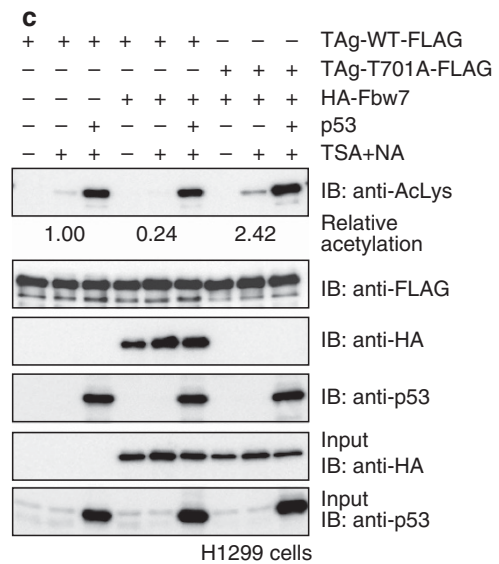 c
+ + + + + + − − − TAg-WT-FLAG
− − − − − − + + + TAg-T701A-FLAG
− − − + + + + + + HA-Fbw7
− − + − − + − − + p53
− + + − + + − + + TSA+NA
IB: anti-AcLys
1.00 0.24 2.42 Relative
acetylation
IB: anti-FLAG
IB: anti-HA
IB: anti-p53
Input
IB: anti-HA
Input
IB: anti-p53
H1299 cells